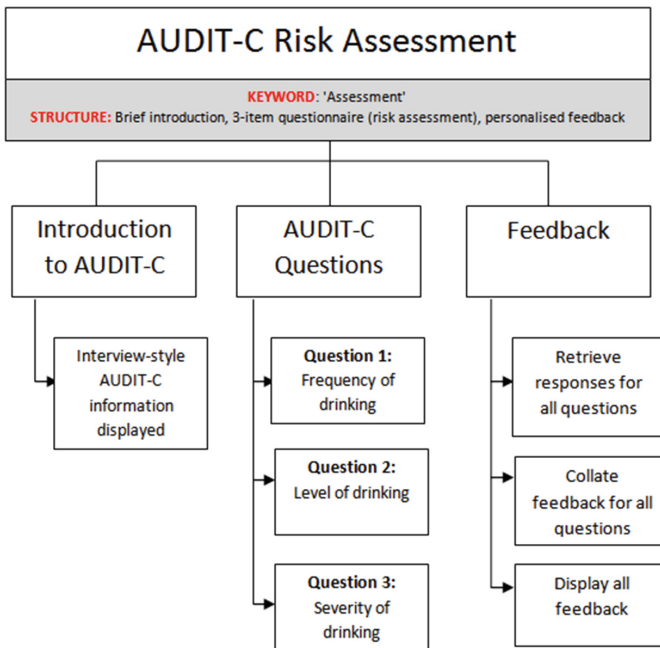 AUDIT-C Risk Assessment
KEYWORD: 'Assessment'
STRUCTURE: Brief introduction, 3-item questionnaire (risk assessment), personalised feedback
Introduction
to AUDIT-C
Interview-style
AUDIT-C
information
displayed
AUDIT-C
Questions
Question 1:
Frequency of
drinking
Question 2:
Level of drinking
Question 3:
Severity of
drinking
Feedback
Retrieve
responses for
all questions
Collate
feedback for all
questions
Display all
feedback